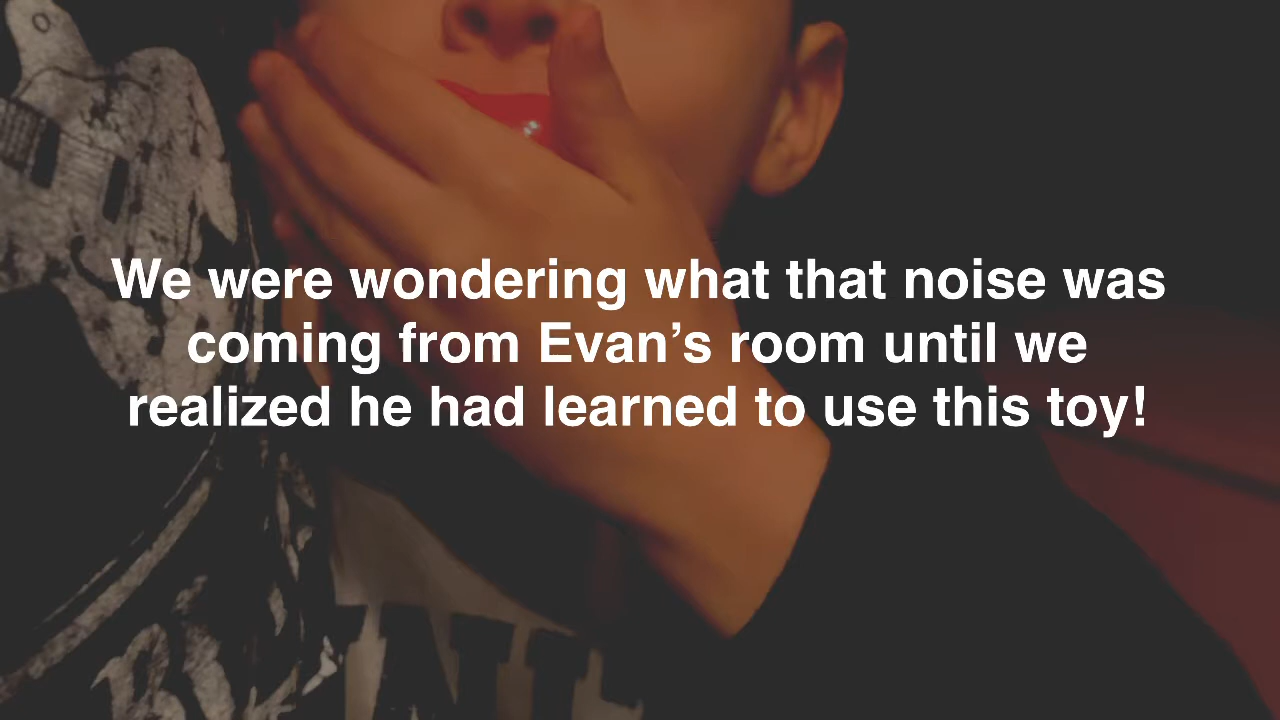 We were wondering what that noise was
coming from Evan’s room until we
realized he had learned to use this toy!